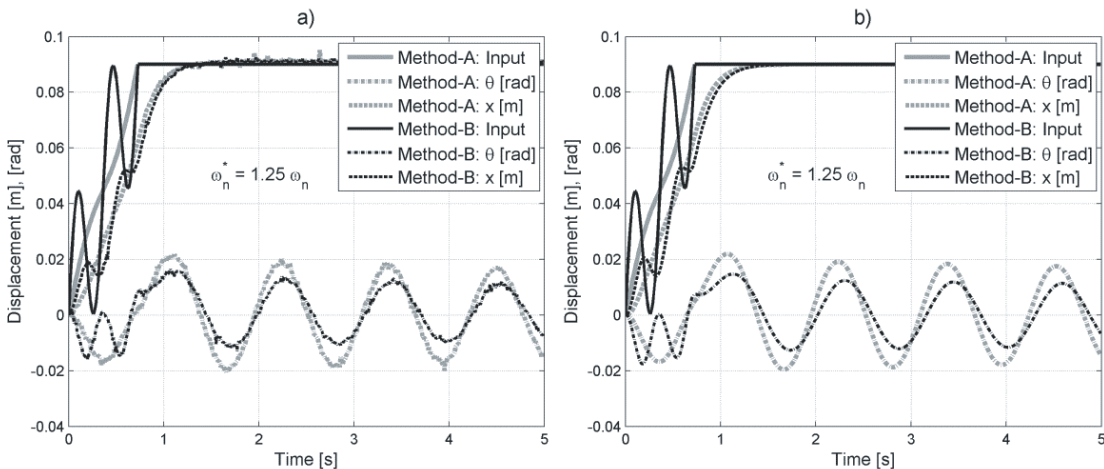 a)
Displacement [m], [rad]
0.1
0.08
0.06
0.04
0.02
0
-0.02
-0.04
Method-A: Input
Method-A: θ [rad]
Method-A: x [m]
Method-B: Input
Method-B: θ [rad]
Method-B: x [m]
ω*n = 1.25 ωn
0 1 2 3 4 5
Time [s]
b)
Displacement [m], [rad]
0.1
0.08
0.06
0.04
0.02
0
-0.02
-0.04
Method-A: Input
Method-A: θ [rad]
Method-A: x [m]
Method-B: Input
Method-B: θ [rad]
Method-B: x [m]
ω*n = 1.25 ωn
0 1 2 3 4 5
Time [s]